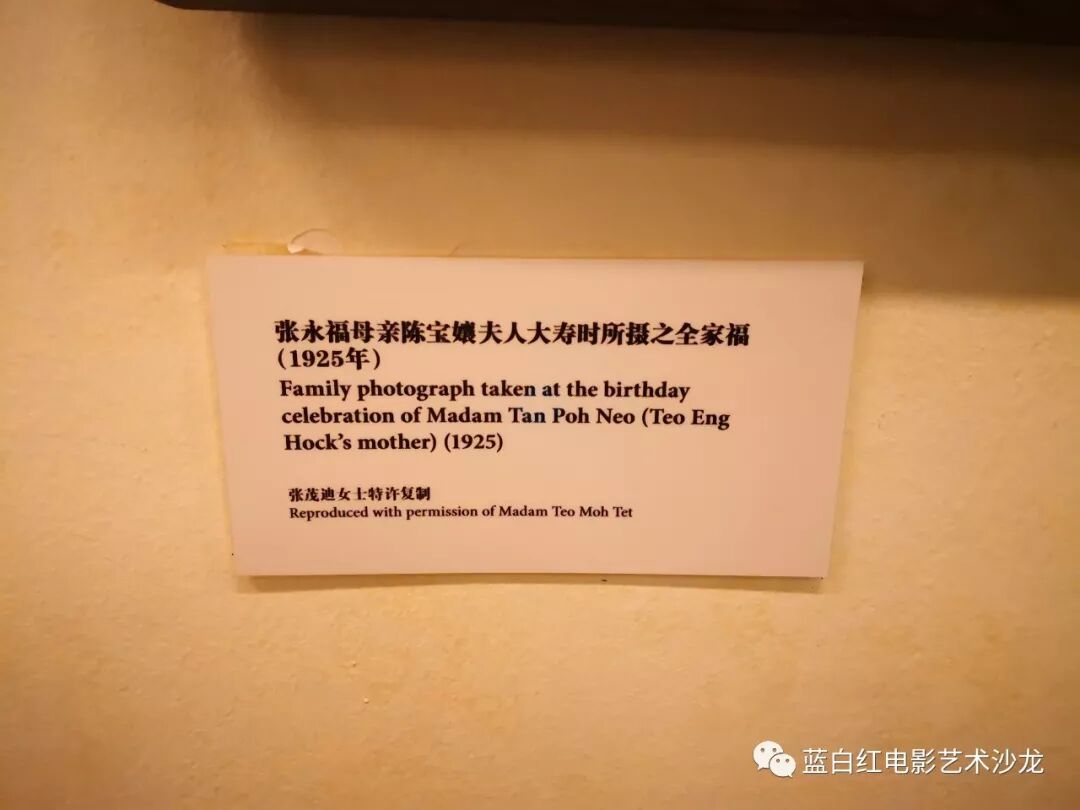 张永福母亲陈宝孃夫人大寿时所摄之全家福
(1925年)
Family photograph taken at the birthday
celebration of Madam Tan Poh Neo (Teo Eng
Hock's mother) (1925)
张茂迪女士特许复制
Reproduced with permission of Madam Teo Moh Tet
蓝白红电影艺术沙龙